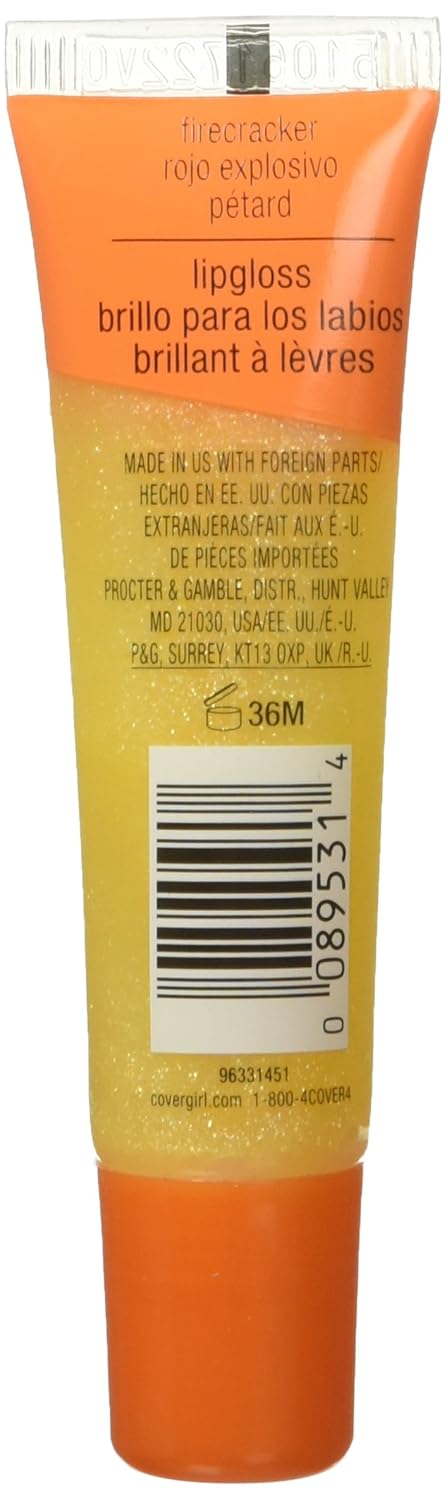 firecracker
rojo explosivo
pétard
lipgloss
brillo para los labios
brillant à lèvres
MADE IN US WITH FOREIGN PARTS/
HECHO EN EE. UU. CON PIEZAS
EXTRANJERAS/FAIT AUX É.-U.
DE PIÈCES IMPORTÉES
PROCTER & GAMBLE, DISTR., HUNT VALLEY
MD 21030, USA/EE. UU./É.-U.
P&G, SURREY, KT13 0XP, UK /R.-U.
36M
0 089531 4
96331451
covergirl.com 1-800-4COVER4